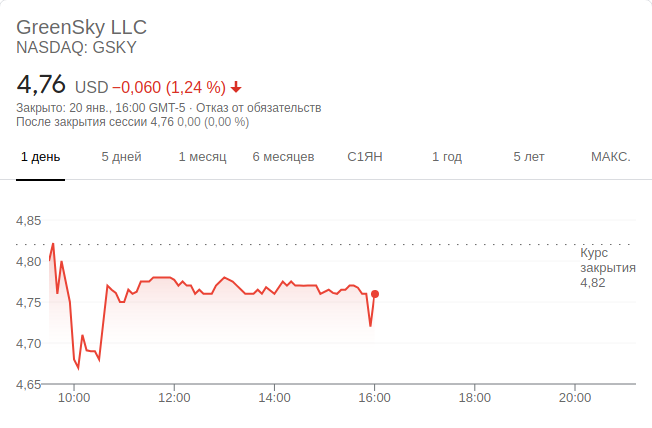 GreenSky LLC
NASDAQ: GSKY
4,76 USD −0,060 (1,24 %)
Закрыто: 20 янв., 16:00 GMT-5 · Отказ от обязательств
После закрытия сессии 4,76 0,00 (0,00 %)
1 день 5 дней 1 месяц 6 месяцев С1ЯН 1 год 5 лет МАКС.
4,85
4,80
4,75
4,70
4,65
Курс
закрытия
4,82
10:00 12:00 14:00 16:00 18:00 20:00